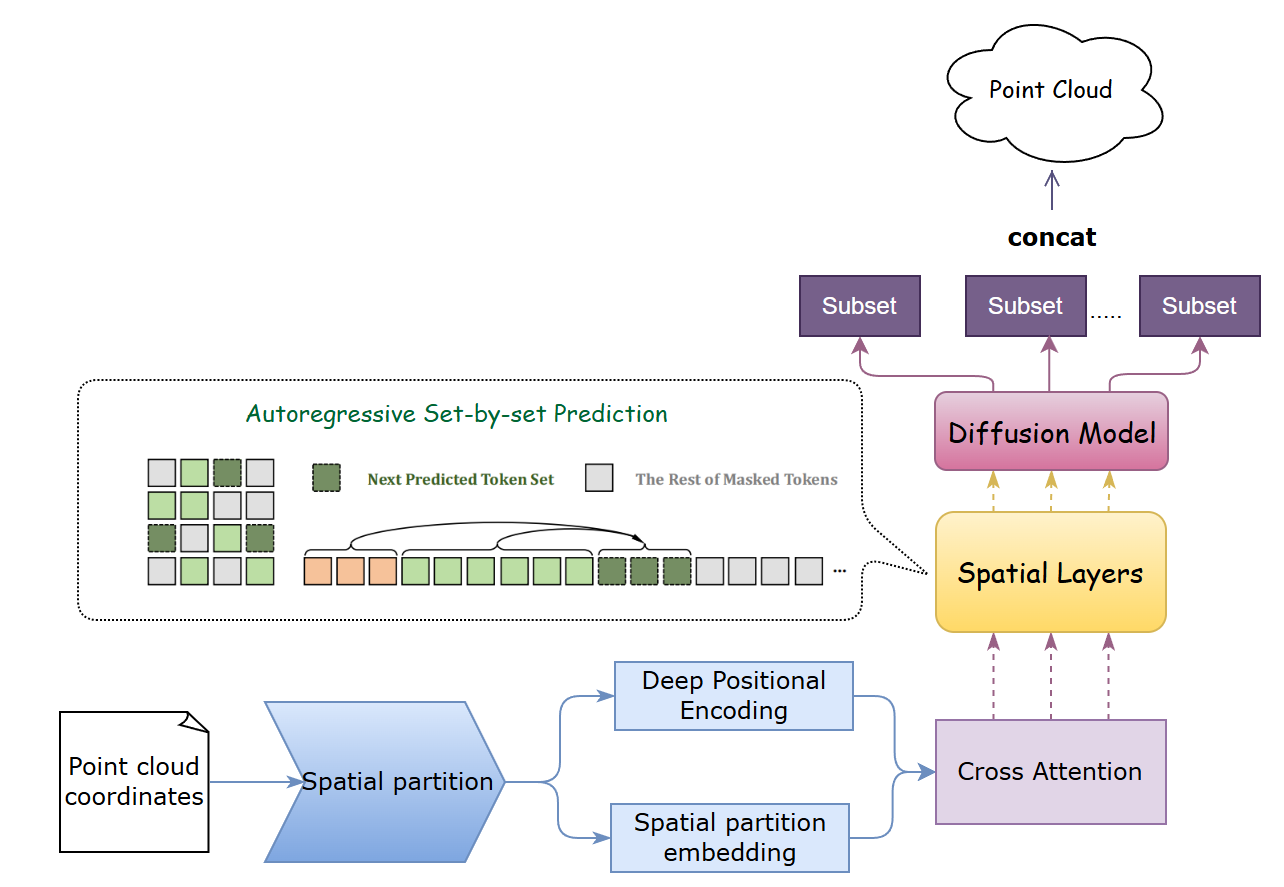 Point Cloud
concat
Subset
Subset
.....
Subset
Autoregressive Set-by-set Prediction
Diffusion Model
Next Predicted Token Set
The Rest of Masked Tokens
...
Spatial Layers
Deep Positional
Encoding
Point cloud
coordinates
Spatial partition
Cross Attention
Spatial partition
embedding